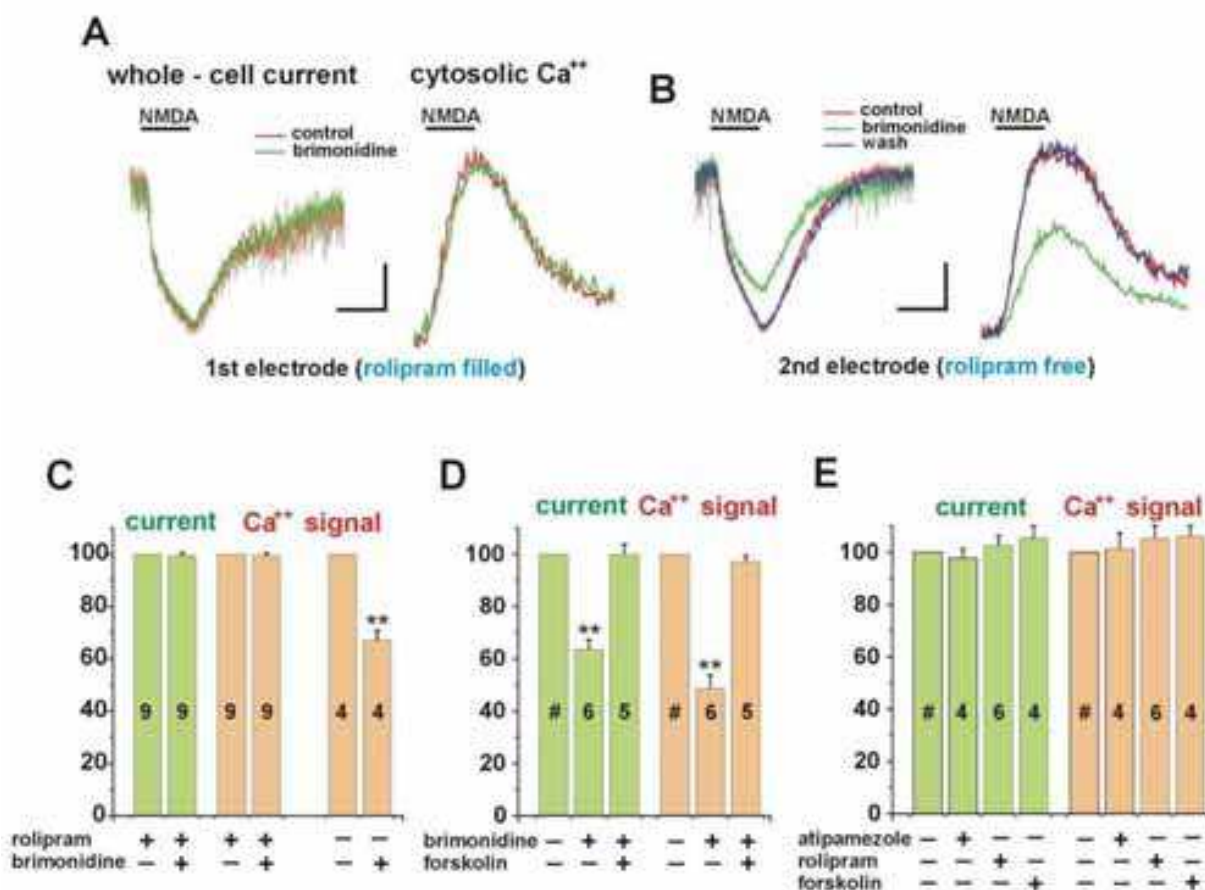 A
whole - cell current
cytosolic Ca++
NMDA
control
brimonidine
NMDA
1st electrode (rolipram filled)
B
NMDA
control
brimonidine
wash
NMDA
2nd electrode (rolipram free)
C
current Ca++ signal
100
80
60
40
20
0
**
9 9 9 9 4 4
rolipram + + + + − −
brimonidine − + − + − +
D
current Ca++ signal
100
80
60
40
20
0
**
**
# 6 5 # 6 5
brimonidine − + + − + +
forskolin − − + − − +
E
current Ca++ signal
100
80
60
40
20
0
# 4 6 4 # 4 6 4
atipamezole − + − − − + − −
rolipram − − + − − − + −
forskolin − − − + − − − +